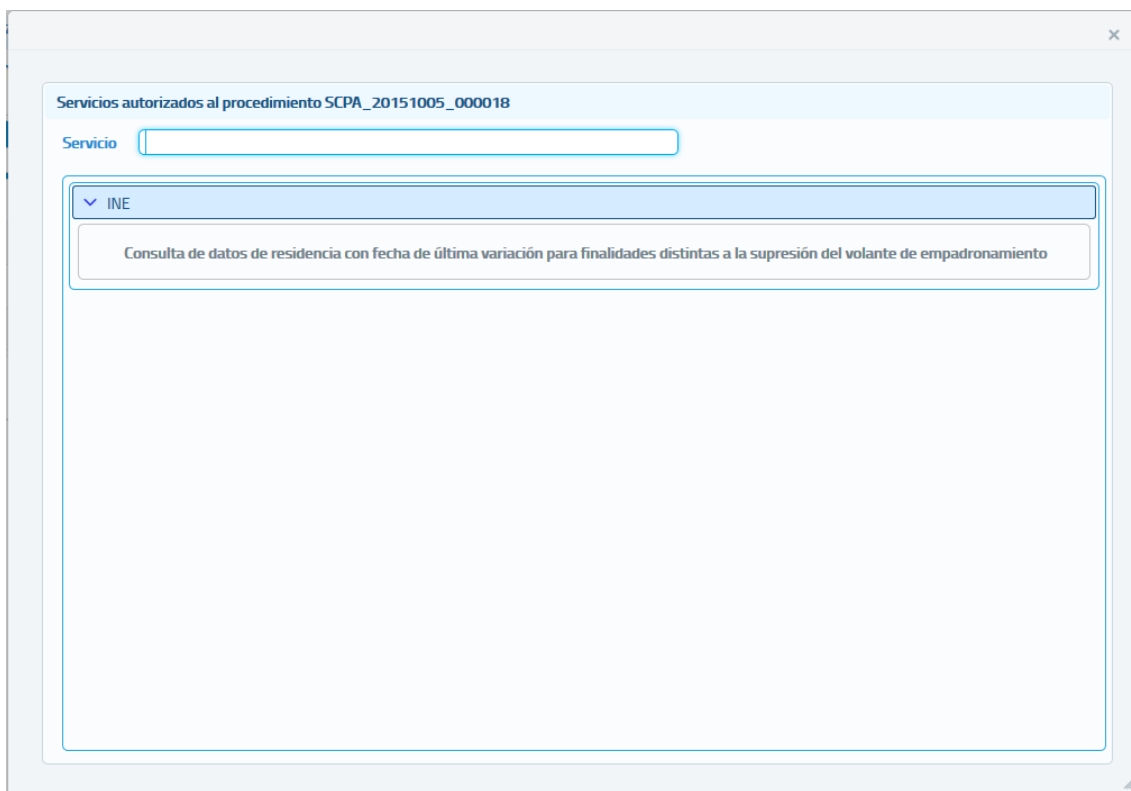 ×
Servicios autorizados al procedimiento SCPA_20151005_000018
Servicio
INE
Consulta de datos de residencia con fecha de última variación para finalidades distintas a la supresión del volante de empadronamiento